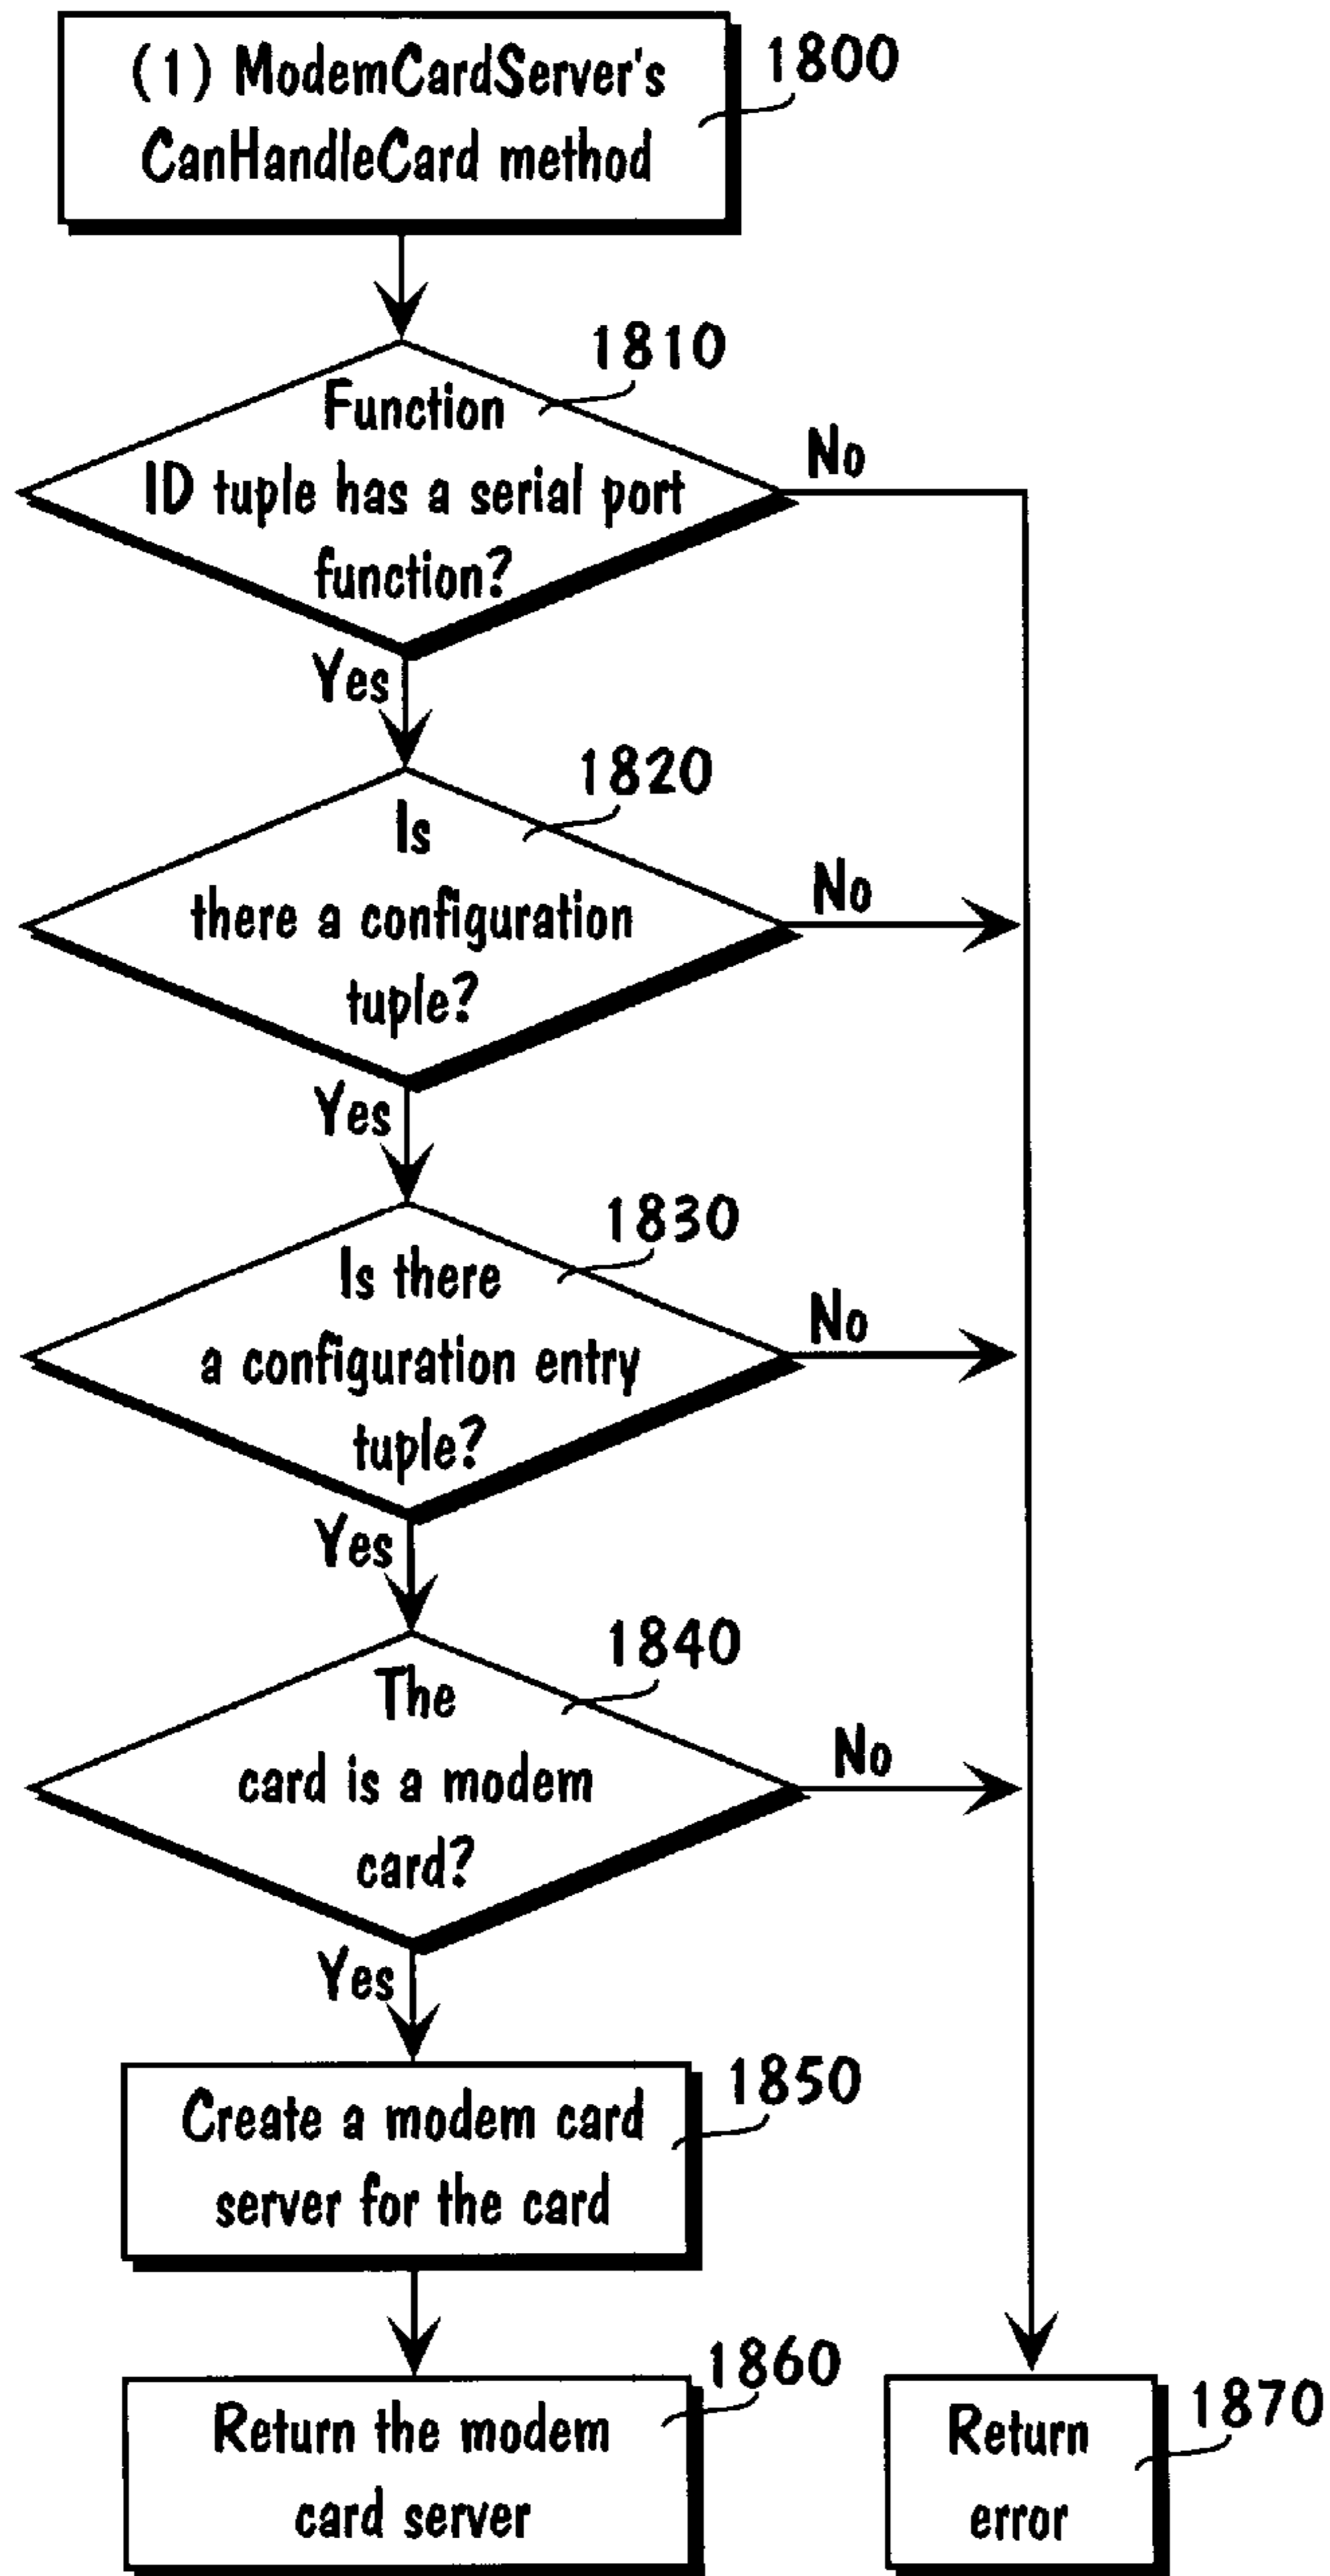 (1) ModemCardServer's
CanHandleCard method
1800
1810
Function
ID tuple has a serial port
function?
No
Yes
1820
Is
there a configuration
tuple?
No
Yes
1830
Is there
a configuration entry
tuple?
No
Yes
1840
The
card is a modem
card?
No
Yes
1850
Create a modem card
server for the card
1860
Return the modem
card server
1870
Return
error